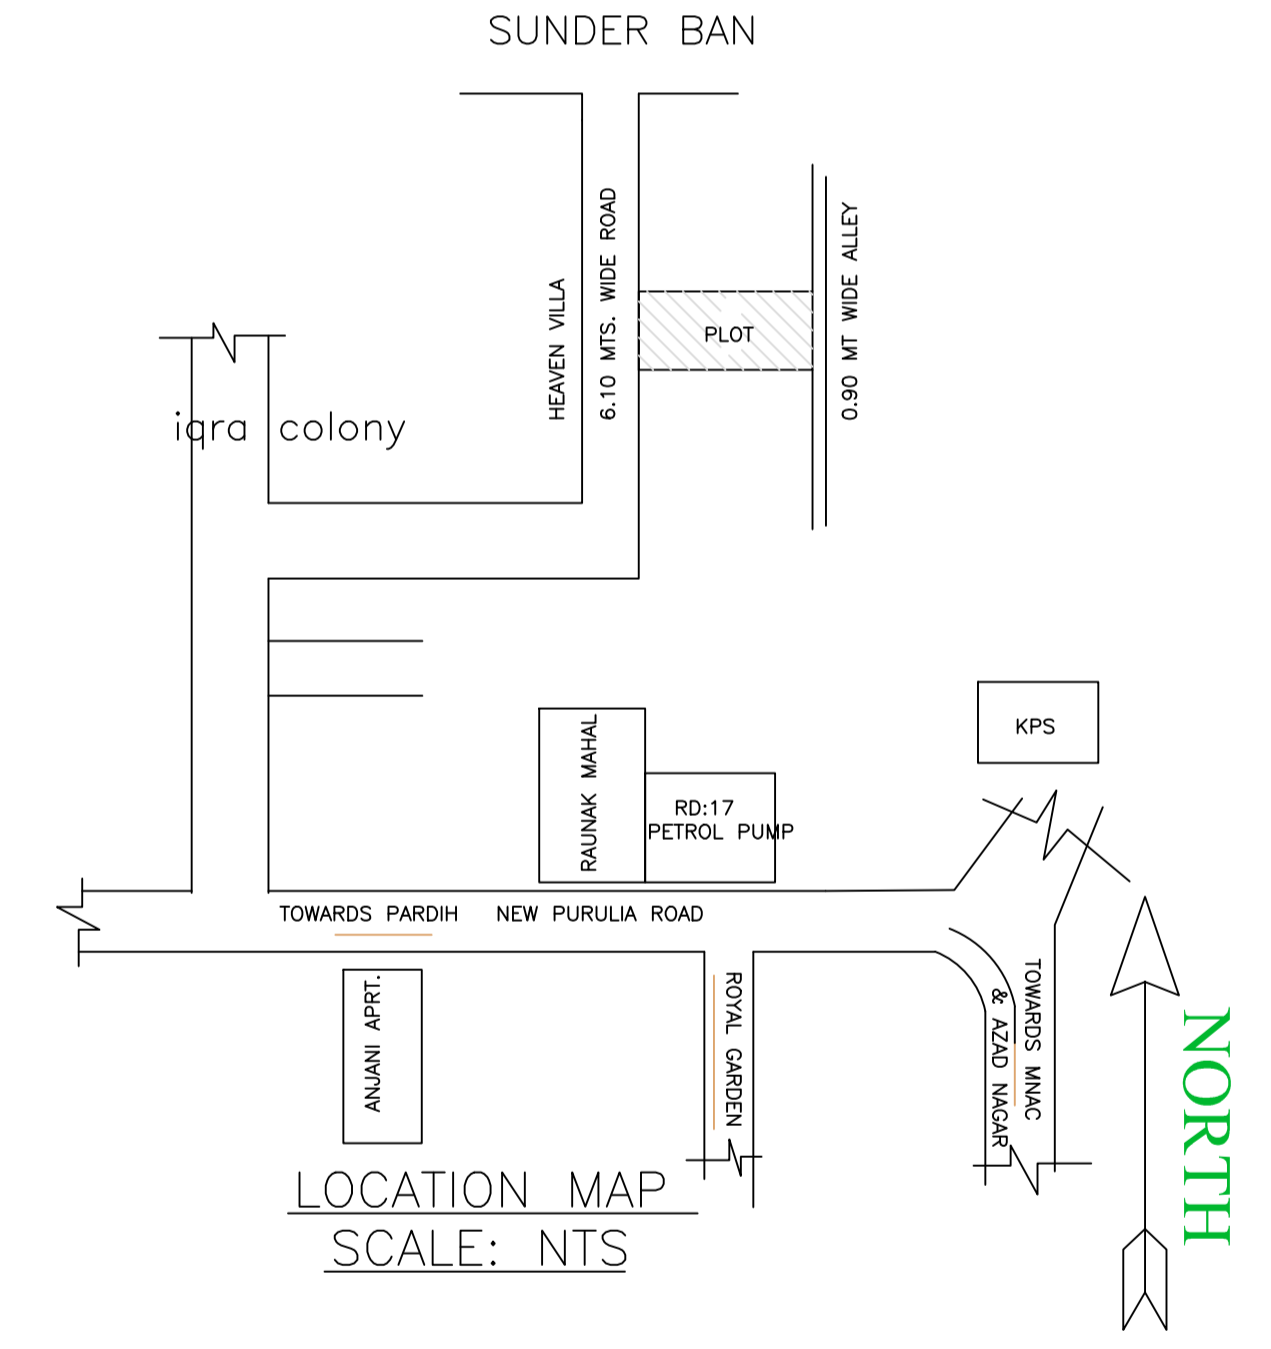 SUNDER BAN
HEAVEN VILLA
6.10 MTS. WIDE ROAD
PLOT
0.90 MT WIDE ALLEY
iqra colony
KPS
RAUNAK MAHAL
RD:17
PETROL PUMP
TOWARDS PARDIH NEW PURULIA ROAD
ANJANI APRT.
ROYAL GARDEN
TOWARDS MNAC
& AZAD NAGAR
NORTH
LOCATION MAP
SCALE: NTS